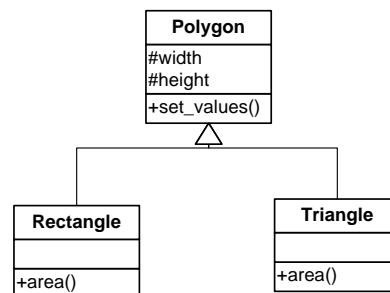 Polygon
#width
#height
+set_values()
Rectangle
+area()
Triangle
+area()